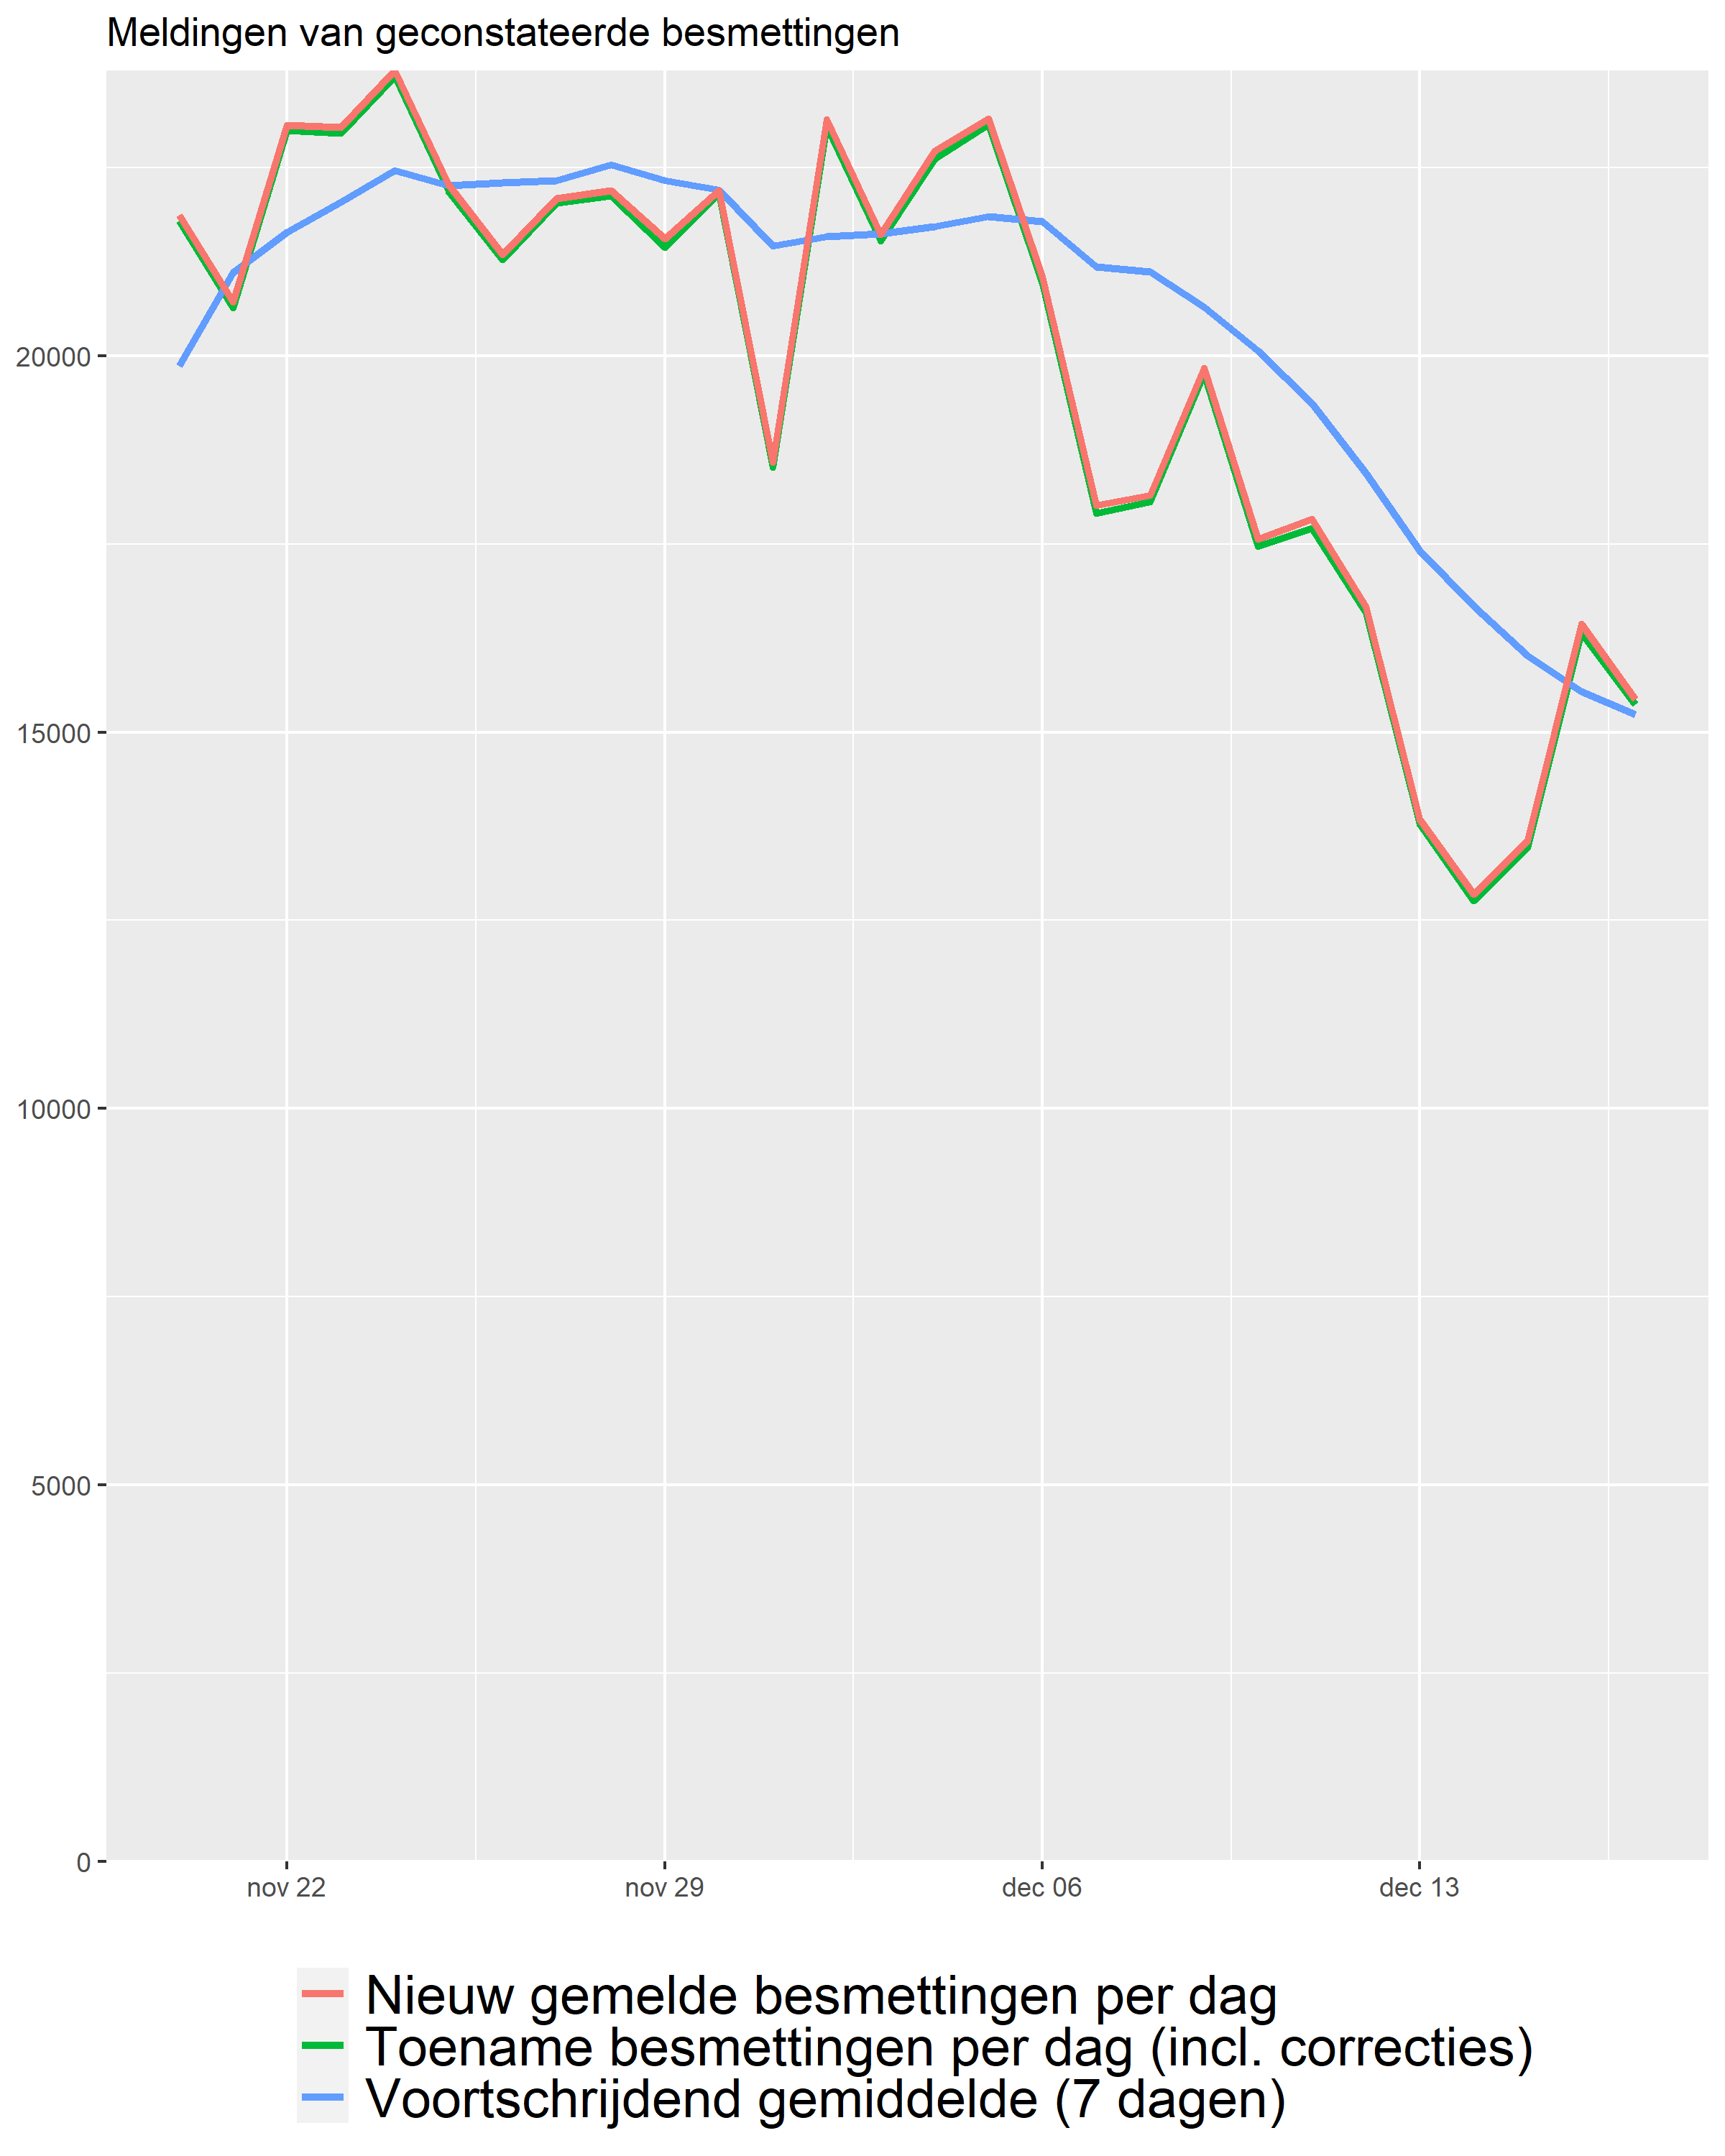 Meldingen van geconstateerde besmettingen
20000
15000
10000
5000
0
nov 22 nov 29 dec 06 dec 13
Nieuw gemelde besmettingen per dag
Toename besmettingen per dag (incl. correcties)
Voortschrijdend gemiddelde (7 dagen)